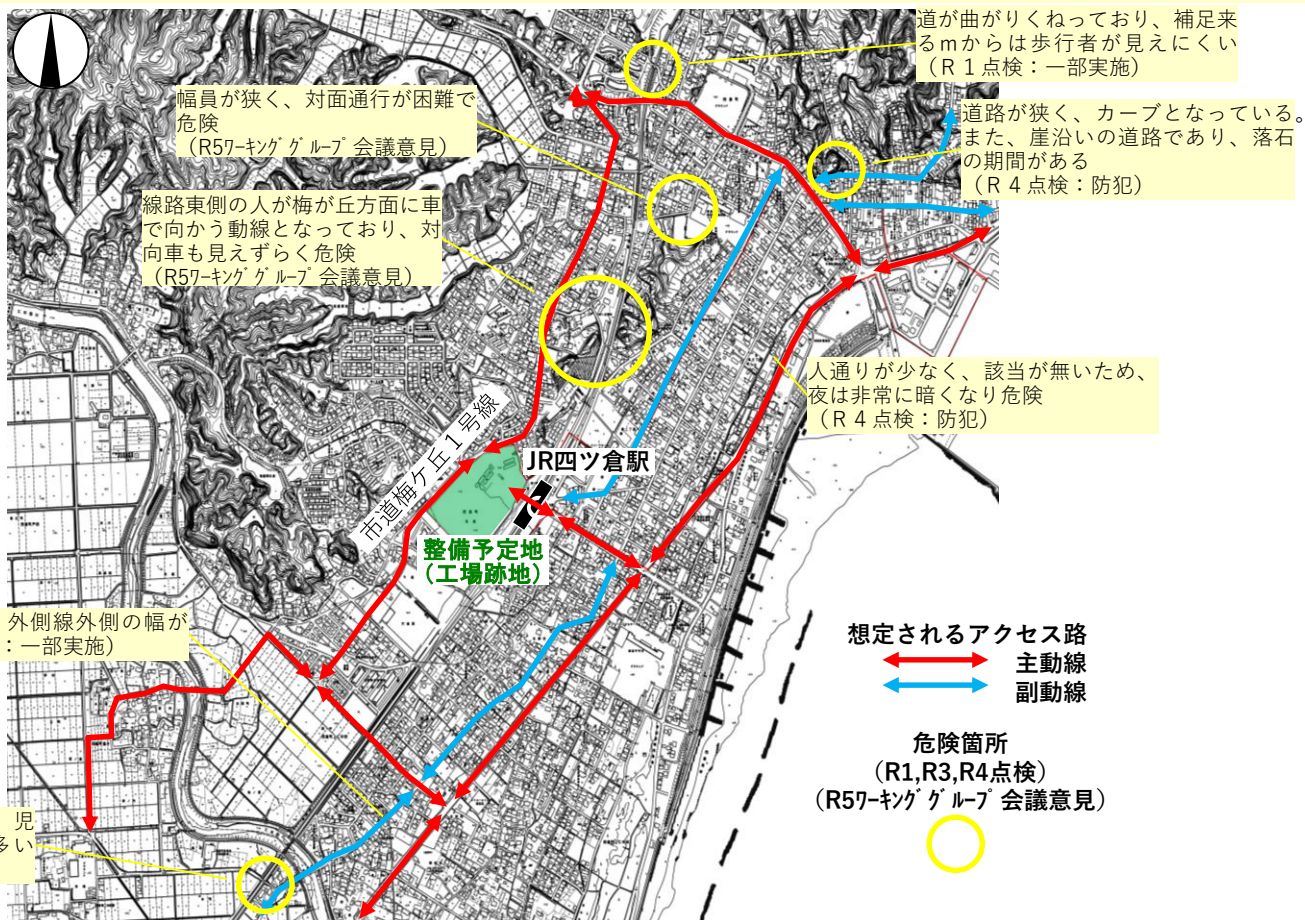 道が曲がりくねっており、補足来
るmからは歩行者が見えにくい
（R１点検：一部実施）
幅員が狭く、対面通行が困難で
危険
（R5ﾜｰｷﾝｸﾞｸﾞﾙｰﾌﾟ会議意見）
道路が狭く、カーブとなっている。
また、崖沿いの道路であり、落石
の期間がある
（R４点検：防犯）
線路東側の人が梅が丘方面に車
で向かう動線となっており、対
向車も見えずらく危険
（R5ﾜｰｷﾝｸﾞｸﾞﾙｰﾌﾟ会議意見）
人通りが少なく、該当が無いため、
夜は非常に暗くなり危険
（R４点検：防犯）
市道梅ケ丘１号線
JR四ツ倉駅
整備予定地
（工場跡地）
外側線外側の幅が
：一部実施）
児
多い
想定されるアクセス路
主動線
副動線
危険箇所
（R1,R3,R4点検）
（R5ﾜｰｷﾝｸﾞｸﾞﾙｰﾌﾟ会議意見）